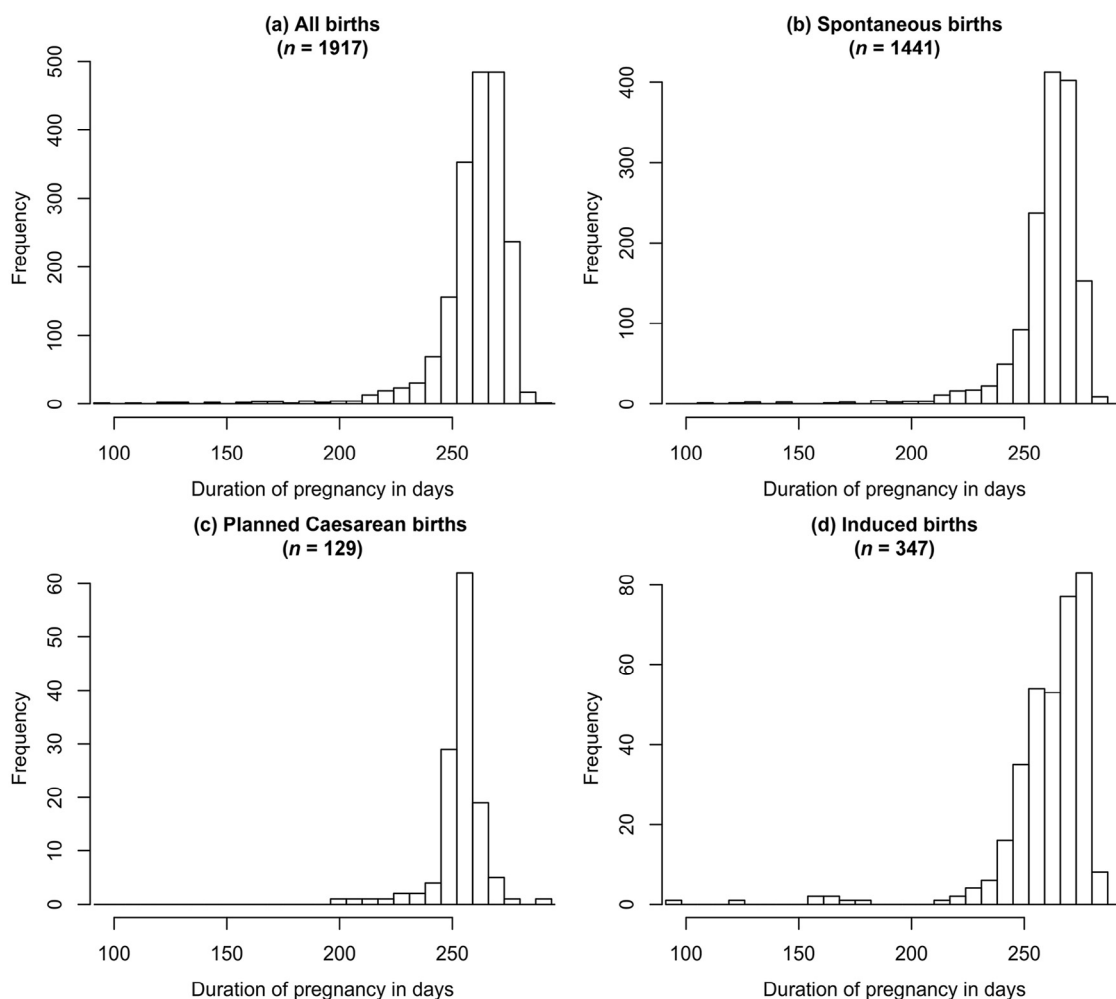 (a) All births
(n = 1917)
Frequency
500
400
300
200
100
0
100 150 200 250
Duration of pregnancy in days
(b) Spontaneous births
(n = 1441)
Frequency
400
300
200
100
0
100 150 200 250
Duration of pregnancy in days
(c) Planned Caesarean births
(n = 129)
Frequency
60
50
40
30
20
10
0
100 150 200 250
Duration of pregnancy in days
(d) Induced births
(n = 347)
Frequency
80
60
40
20
0
100 150 200 250
Duration of pregnancy in days